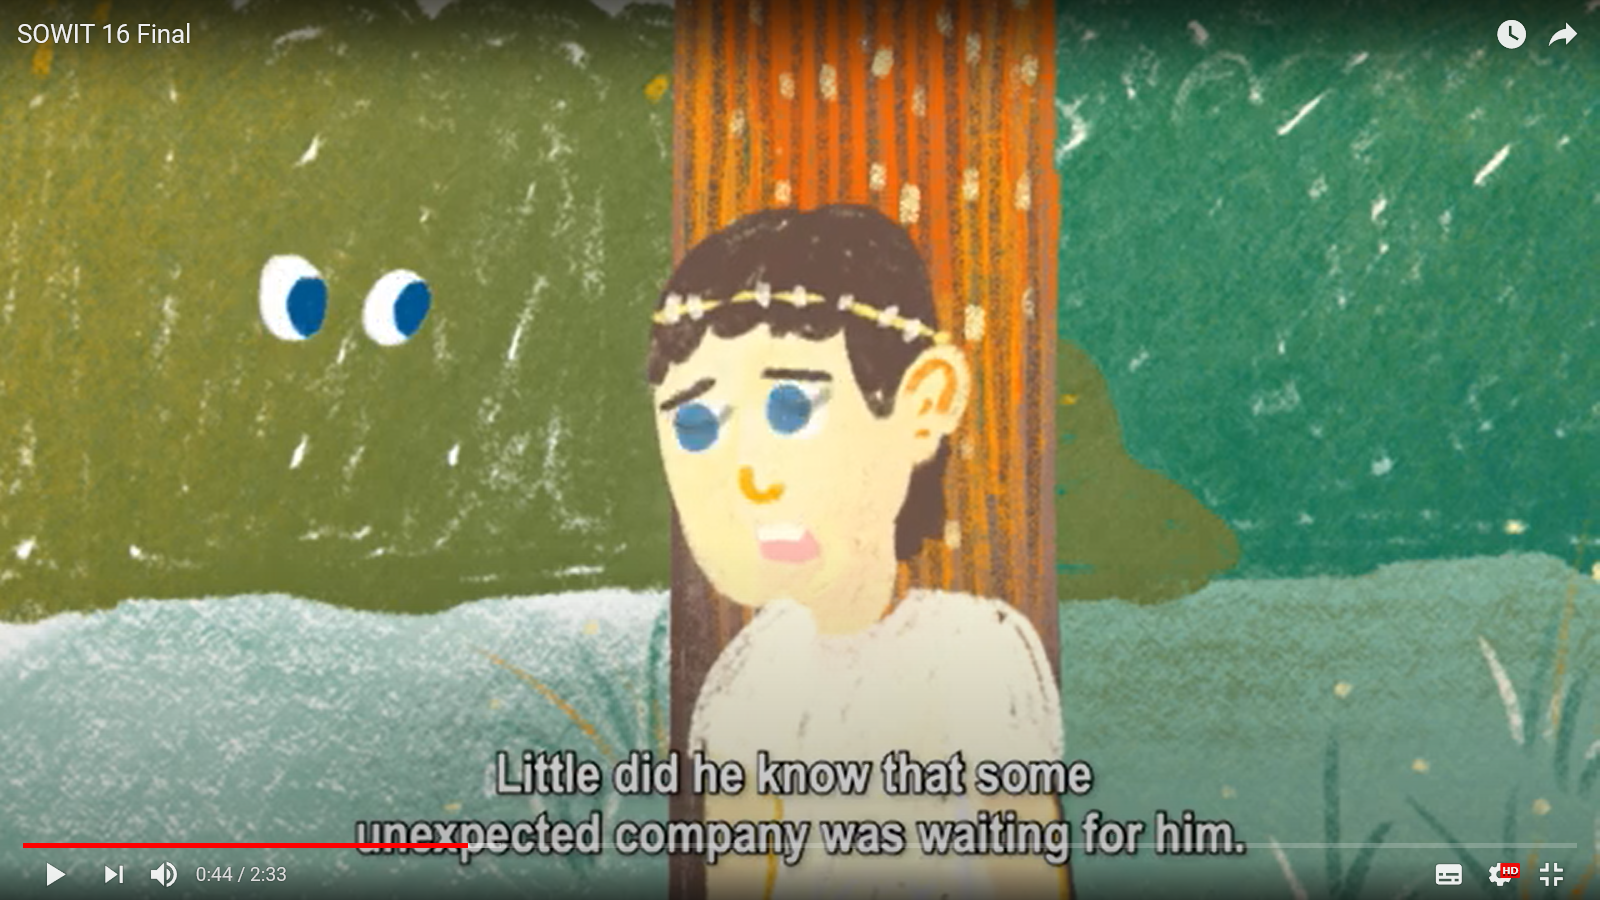 SOWIT 16 Final
Little did he know that some
unexpected company was waiting for him.
0:44 / 2:33
HD